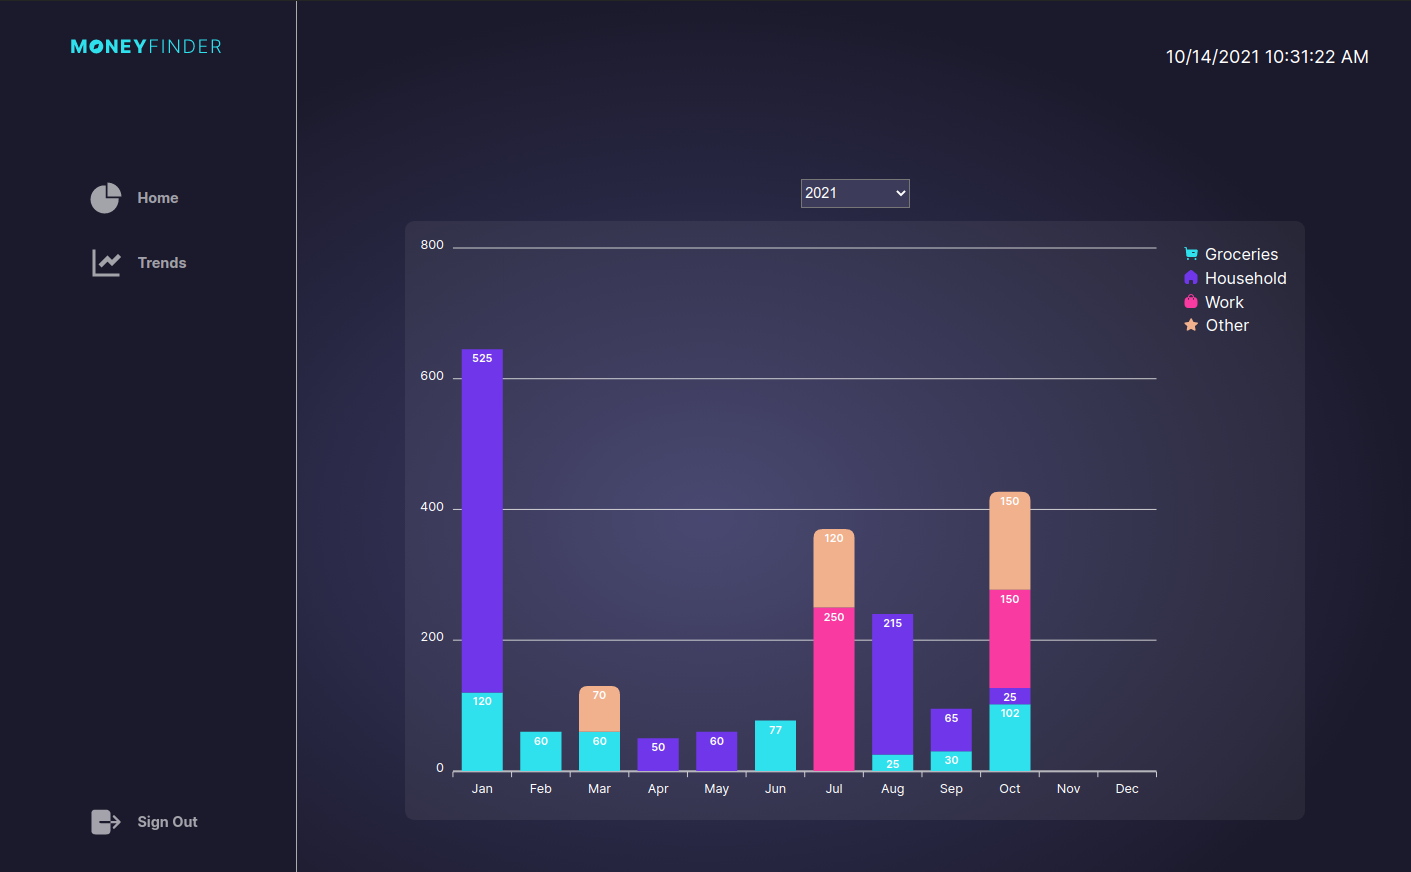 MONEYFINDER
10/14/2021 10:31:22 AM
Home
Trends
Sign Out
2021
800
600
400
200
0
Groceries
Household
Work
Other
525
120
60
70
60
50
60
77
120
250
215
25
65
30
150
150
25
102
Jan Feb Mar Apr May Jun Jul Aug Sep Oct Nov Dec